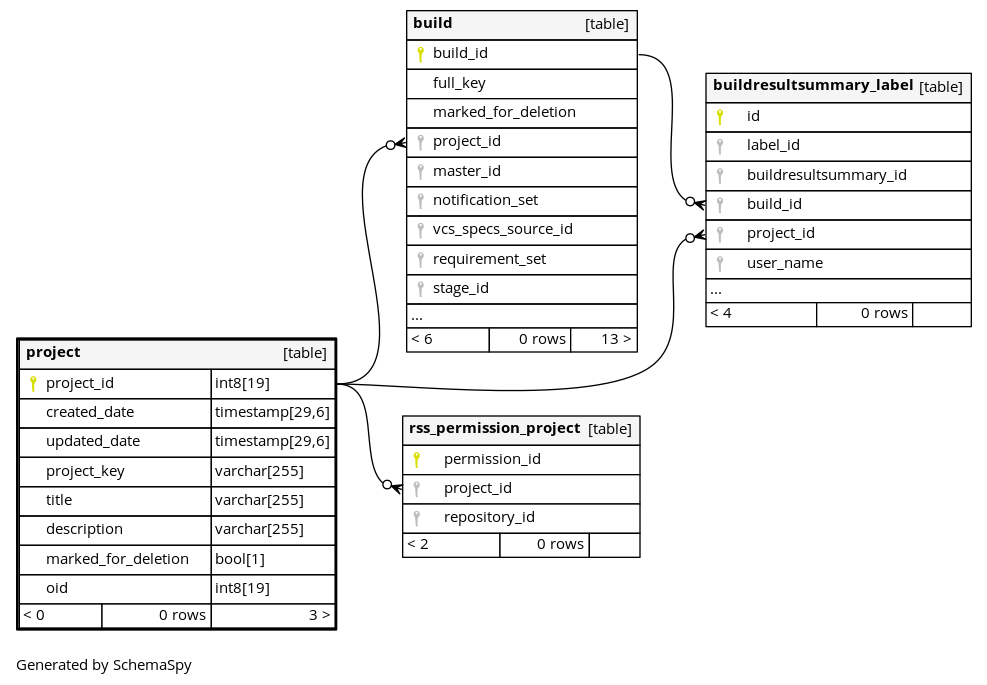 build [table]
build_id
full_key
marked_for_deletion
project_id
master_id
notification_set
vcs_specs_source_id
requirement_set
stage_id
...
< 6 0 rows 13 >
buildresultsummary_label [table]
id
label_id
buildresultsummary_id
build_id
project_id
user_name
...
< 4 0 rows
project [table]
project_id int8[19]
created_date timestamp[29,6]
updated_date timestamp[29,6]
project_key varchar[255]
title varchar[255]
description varchar[255]
marked_for_deletion bool[1]
oid int8[19]
< 0 0 rows 3 >
rss_permission_project [table]
permission_id
project_id
repository_id
< 2 0 rows
Generated by SchemaSpy